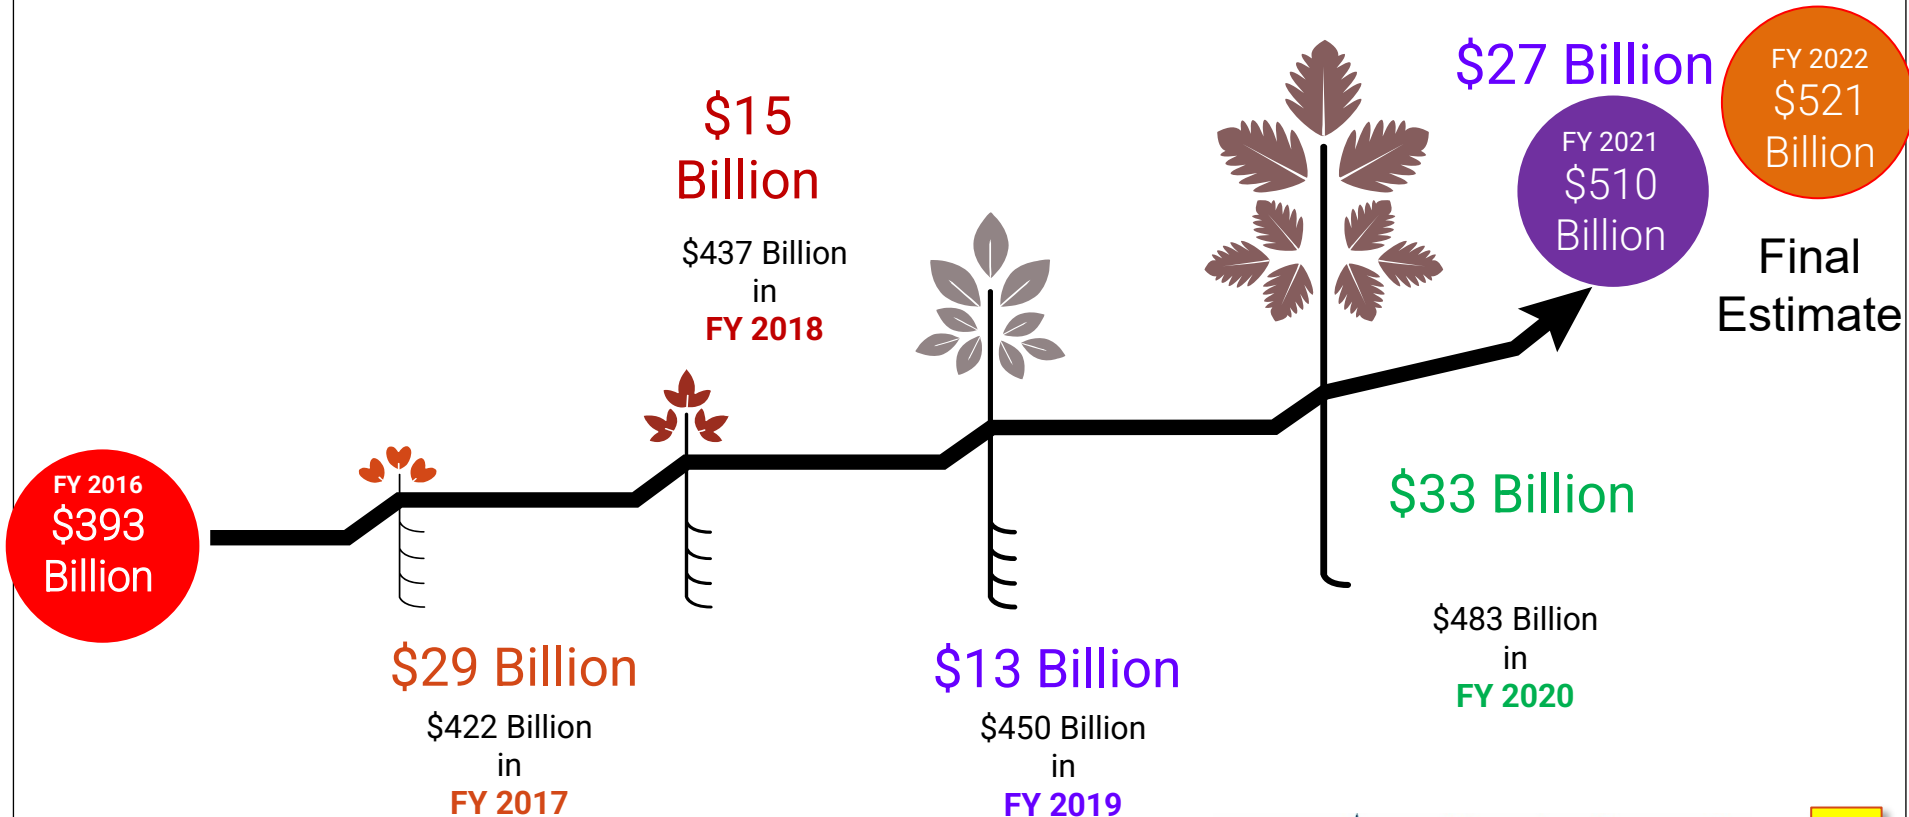 FY 2016
$393
Billion
$29 Billion
$422 Billion
in
FY 2017
$15
Billion
$437 Billion
in
FY 2018
$13 Billion
$450 Billion
in
FY 2019
$33 Billion
$483 Billion
in
FY 2020
$27 Billion
FY 2021
$510
Billion
FY 2022
$521
Billion
Final
Estimate